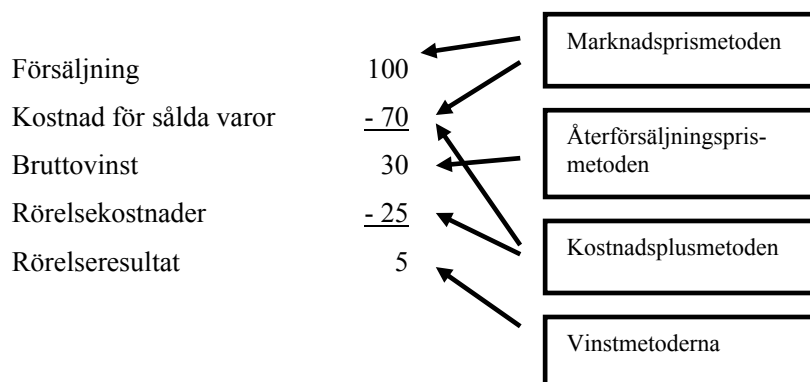 Marknadsprismetoden
Försäljning 100
Kostnad för sålda varor - 70
Återförsäljningspris-
metoden
Bruttovinst 30
Rörelsekostnader - 25
Kostnadsplusmetoden
Rörelseresultat 5
Vinstmetoderna